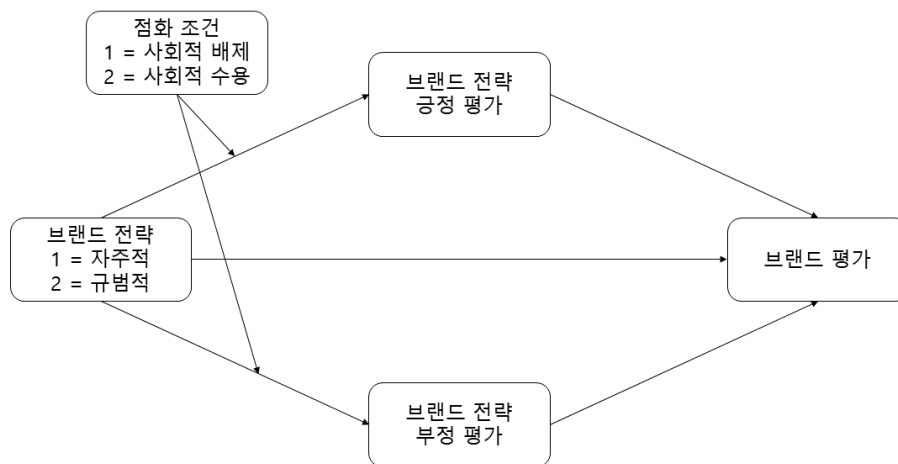 점화 조건
1 = 사회적 배제
2 = 사회적 수용
브랜드 전략
긍정 평가
브랜드 전략
1 = 자주적
2 = 규범적
브랜드 평가
브랜드 전략
부정 평가